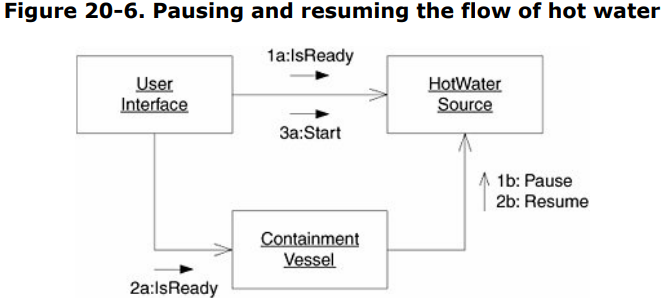 Figure 20-6. Pausing and resuming the flow of hot water
1a:IsReady
User
Interface
HotWater
Source
3a:Start
1b: Pause
2b: Resume
Containment
Vessel
2a:IsReady